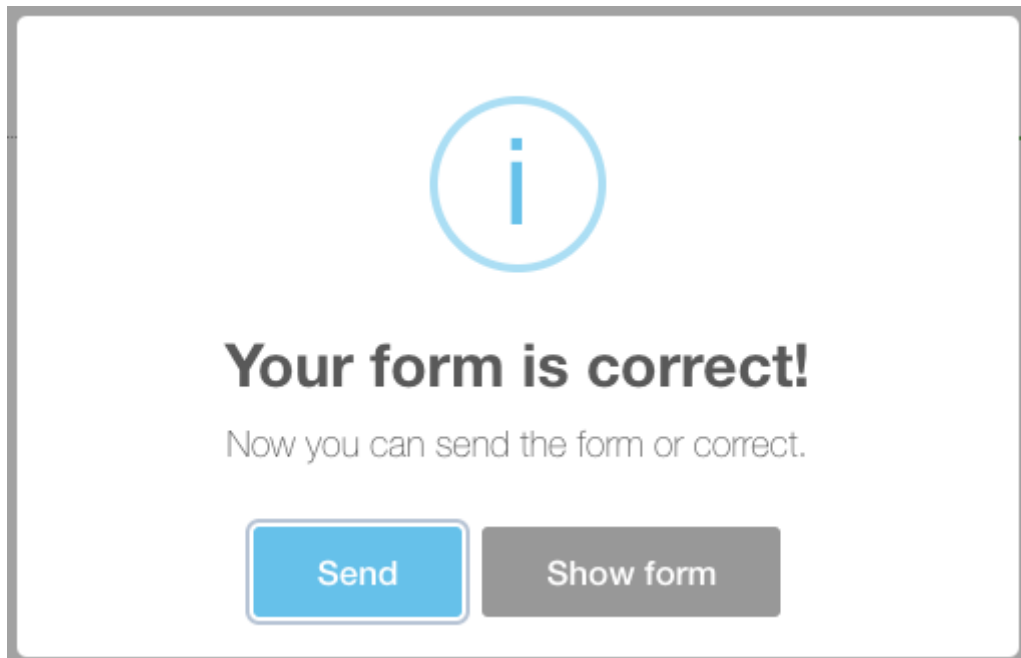 i
Your form is correct!
Now you can send the form or correct.
Send
Show form